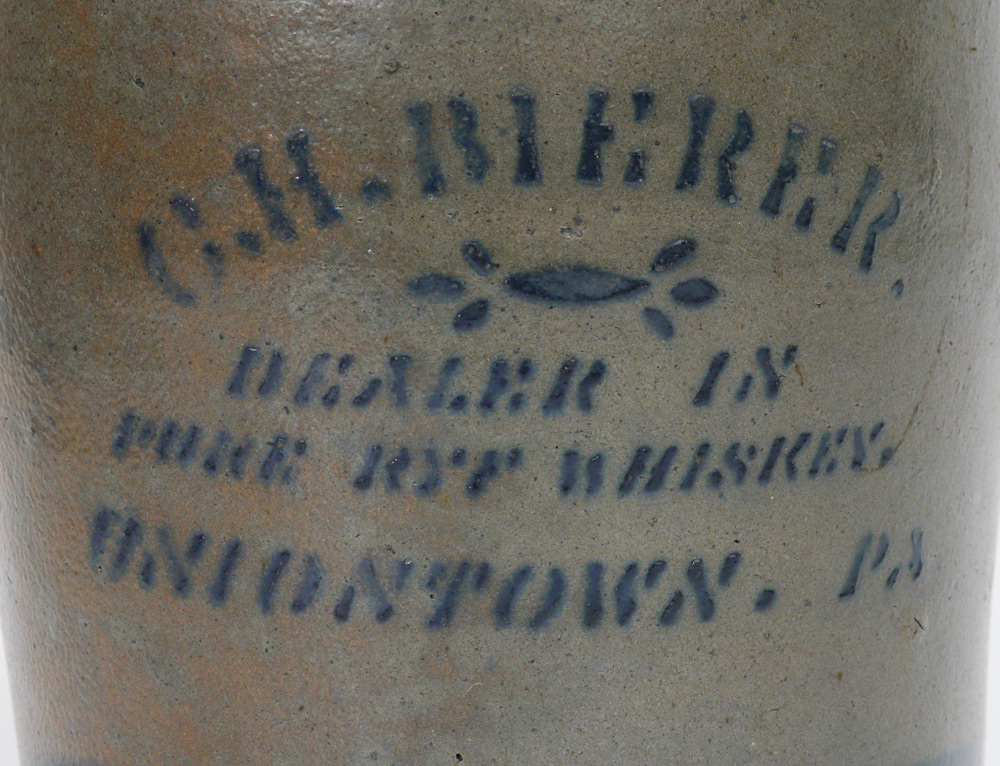 C.H. BIERER.
DEALER IN
PURE RYE WHISKEY.
UNIONTOWN. PA